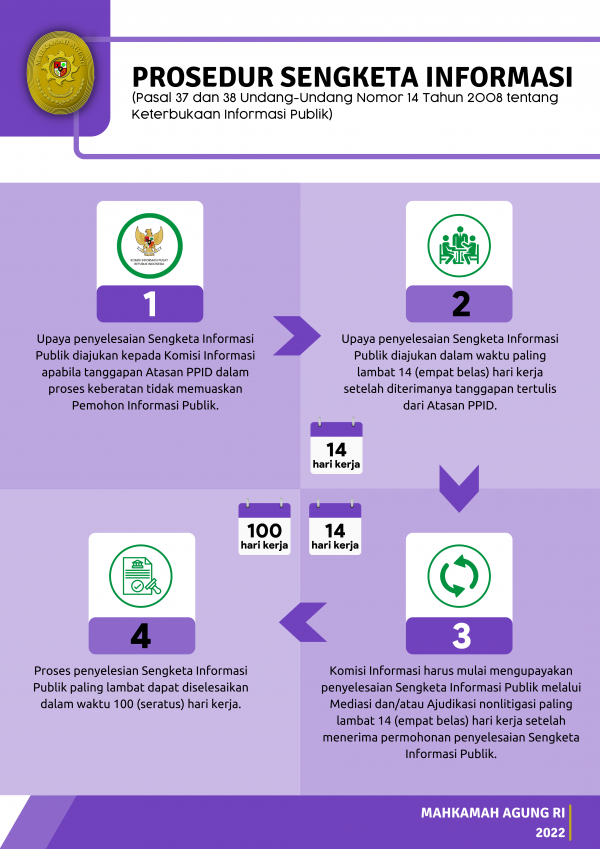 MAHKAMAH AGUNG
PROSEDUR SENGKETA INFORMASI
(Pasal 37 dan 38 Undang-Undang Nomor 14 Tahun 2008 tentang
Keterbukaan Informasi Publik)
KOMISI INFORMASI PUSAT
REPUBLIK INDONESIA
1
Upaya penyelesaian Sengketa Informasi
Publik diajukan kepada Komisi Informasi
apabila tanggapan Atasan PPID dalam
proses keberatan tidak memuaskan
Pemohon Informasi Publik.
2
Upaya penyelesaian Sengketa Informasi
Publik diajukan dalam waktu paling
lambat 14 (empat belas) hari kerja
setelah diterimanya tanggapan tertulis
dari Atasan PPID.
14
hari kerja
14
hari kerja
3
Komisi Informasi harus mulai mengupayakan
penyelesaian Sengketa Informasi Publik melalui
Mediasi dan/atau Ajudikasi nonlitigasi paling
lambat 14 (empat belas) hari kerja setelah
menerima permohonan penyelesaian Sengketa
Informasi Publik.
100
hari kerja
4
Proses penyelesian Sengketa Informasi
Publik paling lambat dapat diselesaikan
dalam waktu 100 (seratus) hari kerja.
MAHKAMAH AGUNG RI
2022